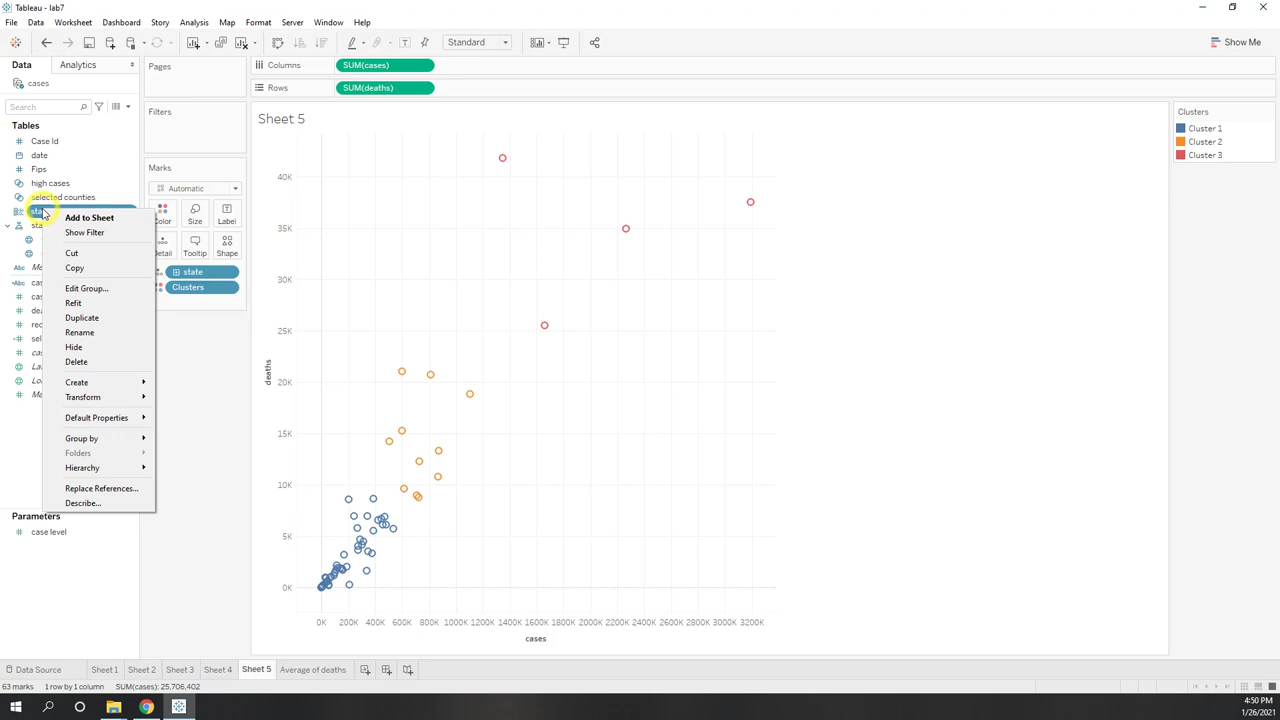 Tableau - lab7
File Data Worksheet Dashboard Story Analysis Map Format Server Window Help
Standard
Show Me
Data Analytics
cases
Search
Tables
Case Id
date
Fips
high cases
selected counties
Abc
Abc
Parameters
case level
Add to Sheet
Show Filter
Cut
Copy
Edit Group...
Refit
Duplicate
Rename
Hide
Delete
Create
Transform
Default Properties
Group by
Folders
Hierarchy
Replace References...
Describe...
Pages
Filters
Marks
Automatic
Color Size Label
Detail Tooltip Shape
state
Clusters
Columns SUM(cases)
Rows SUM(deaths)
Sheet 5
40K
35K
30K
25K
20K
15K
10K
5K
0K
deaths
0K 200K 400K 600K 800K 1000K 1200K 1400K 1600K 1800K 2000K 2200K 2400K 2600K 2800K 3000K 3200K
cases
Clusters
Cluster 1
Cluster 2
Cluster 3
Data Source Sheet 1 Sheet 2 Sheet 3 Sheet 4 Sheet 5 Average of deaths
63 marks 1 row by 1 column SUM(cases): 25,706,402
4:50 PM
1/26/2021